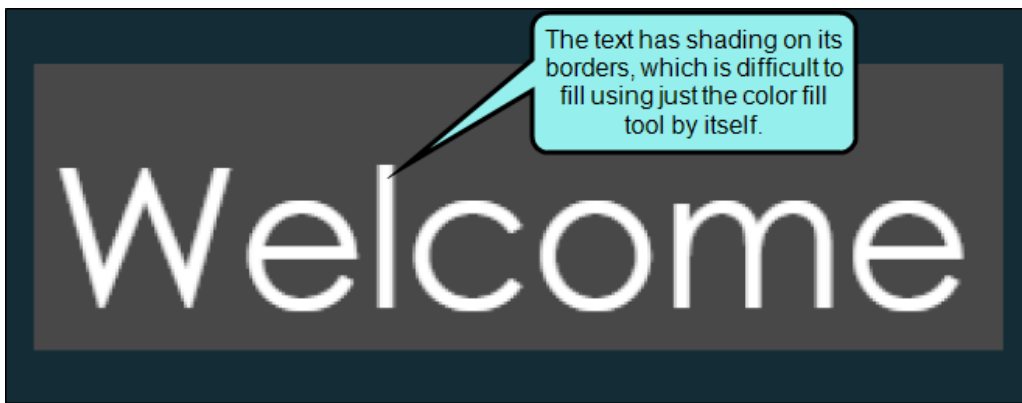 The text has shading on its
borders, which is difficult to
fill using just the color fill
tool by itself.
Welcome